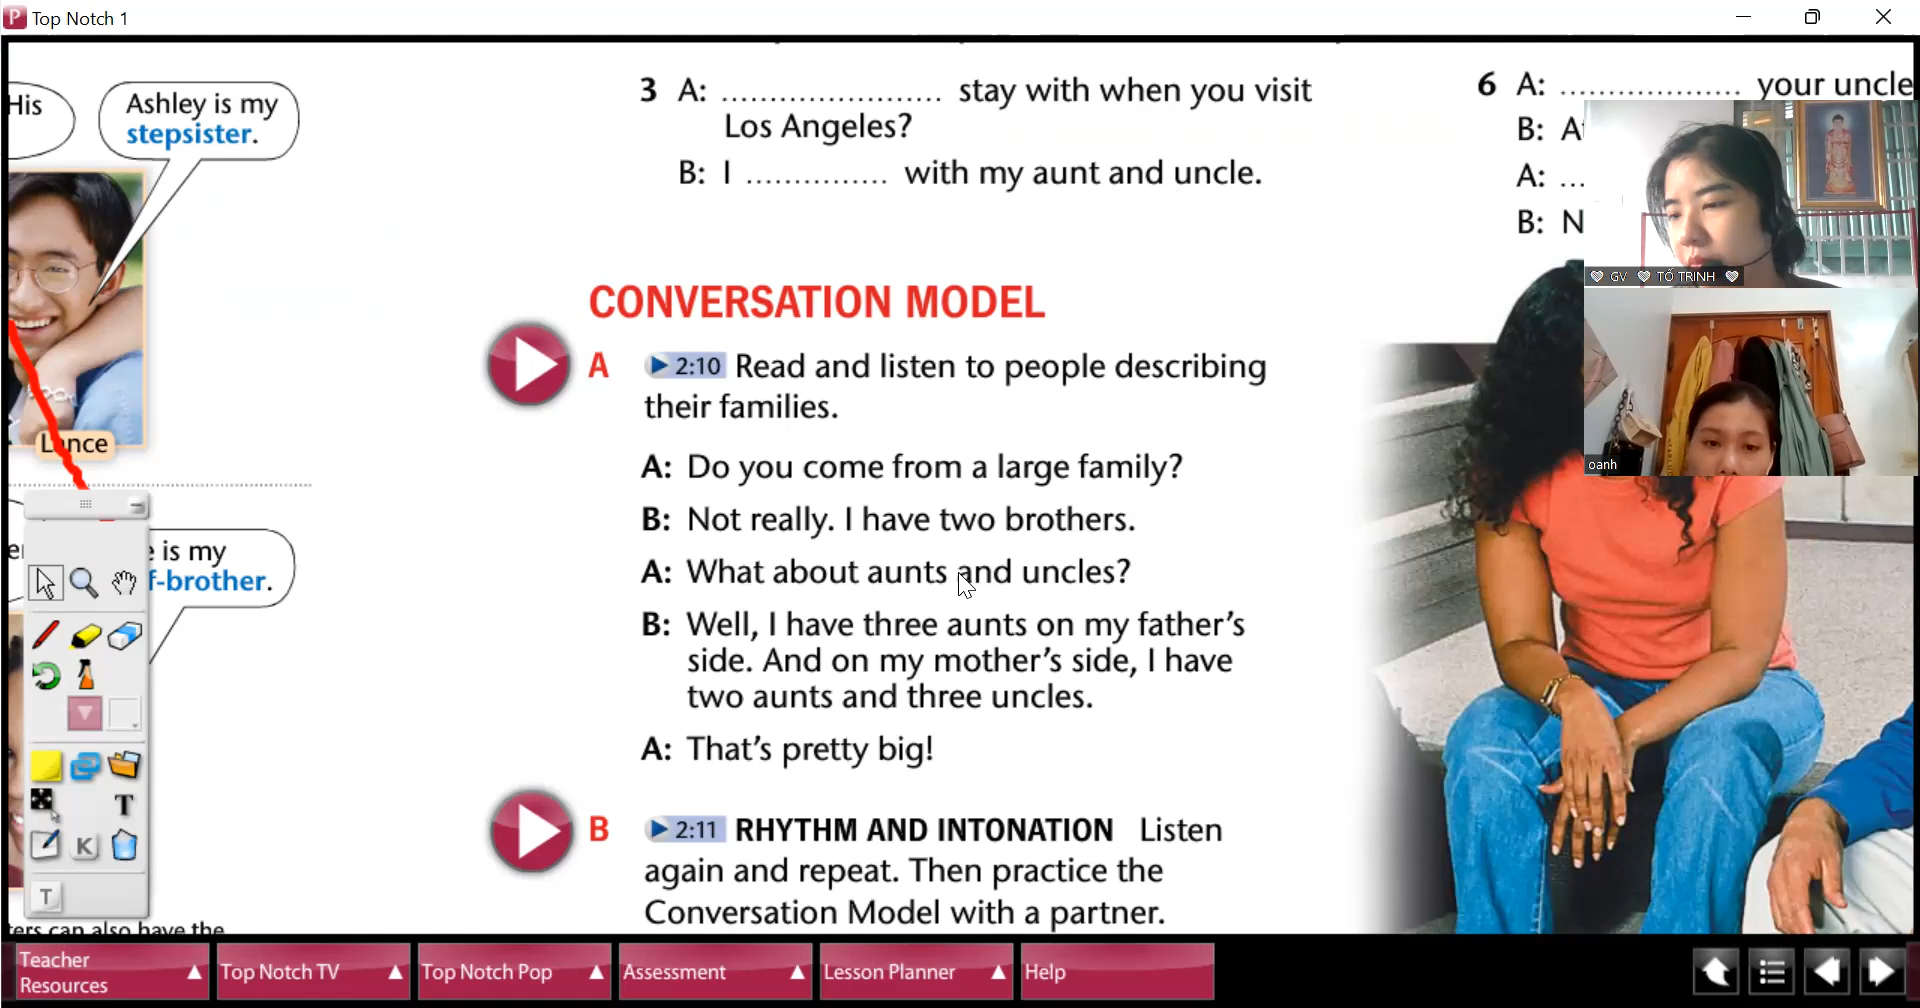 Top Notch 1
His
Ashley is my
stepsister.
Lance
is my
f-brother.
ters can also have the
3 A: ....................... stay with when you visit
Los Angeles?
B: I ............... with my aunt and uncle.
6 A: ................... your uncle
B: A
A: ...
B: N
GV TỐ TRINH
oanh
CONVERSATION MODEL
A 2:10 Read and listen to people describing
their families.
A: Do you come from a large family?
B: Not really. I have two brothers.
A: What about aunts and uncles?
B: Well, I have three aunts on my father's
side. And on my mother's side, I have
two aunts and three uncles.
A: That's pretty big!
B 2:11 RHYTHM AND INTONATION Listen
again and repeat. Then practice the
Conversation Model with a partner.
T
K
T
Teacher
Resources
Top Notch TV
Top Notch Pop
Assessment
Lesson Planner
Help